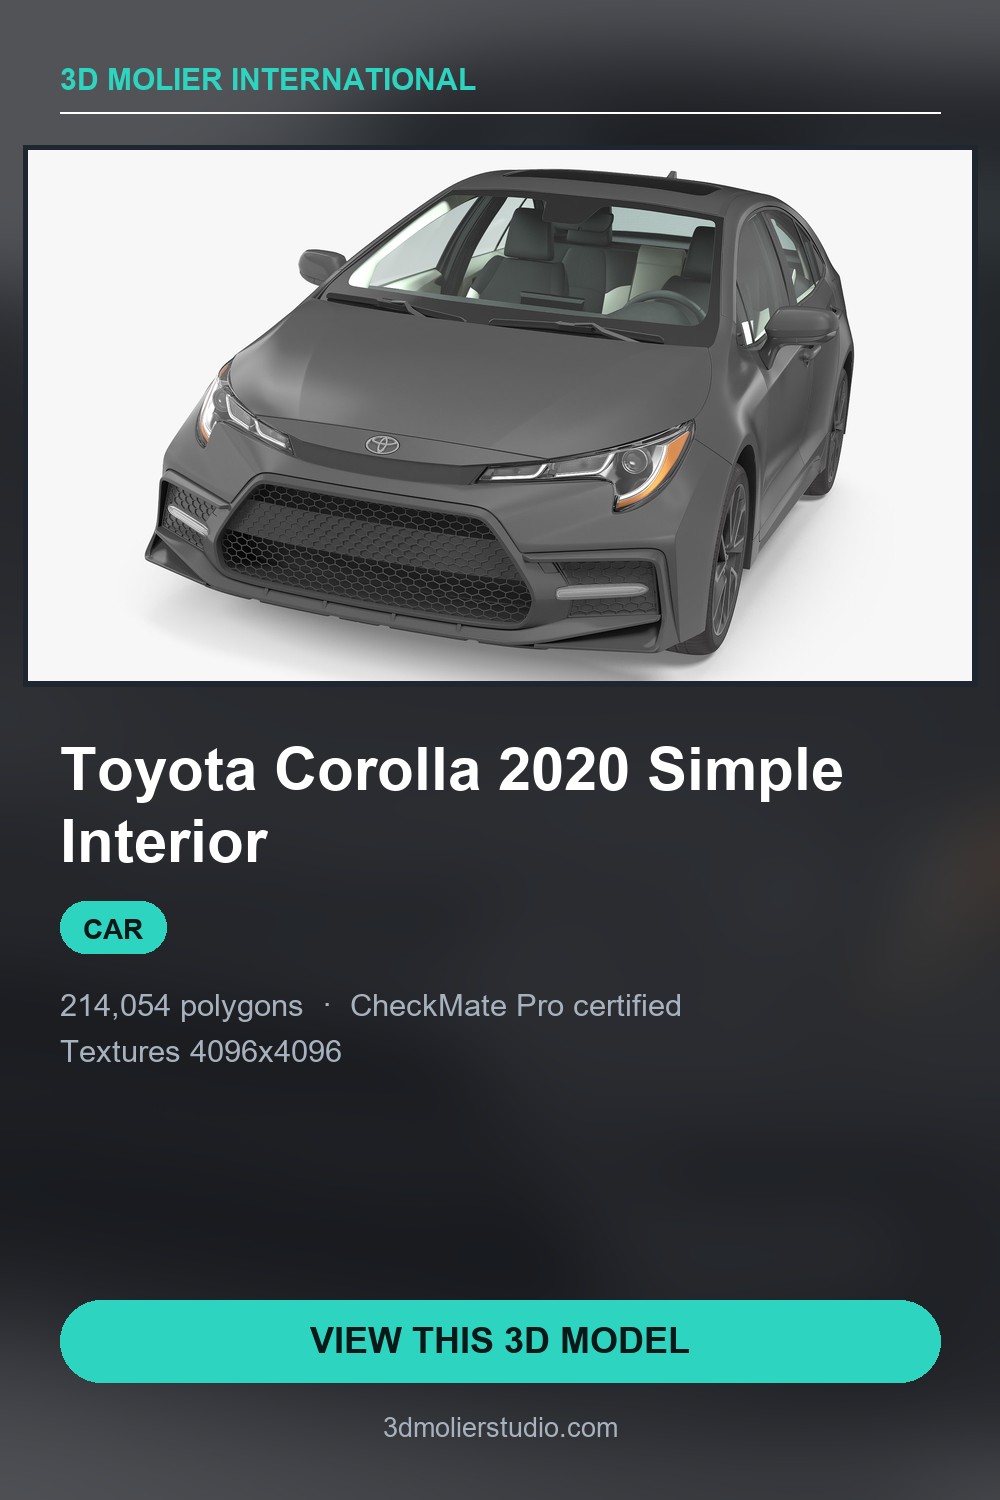 3D MOLIER INTERNATIONAL
Toyota Corolla 2020 Simple
Interior
CAR
214,054 polygons · CheckMate Pro certified
Textures 4096x4096
VIEW THIS 3D MODEL
3dmolierstudio.com